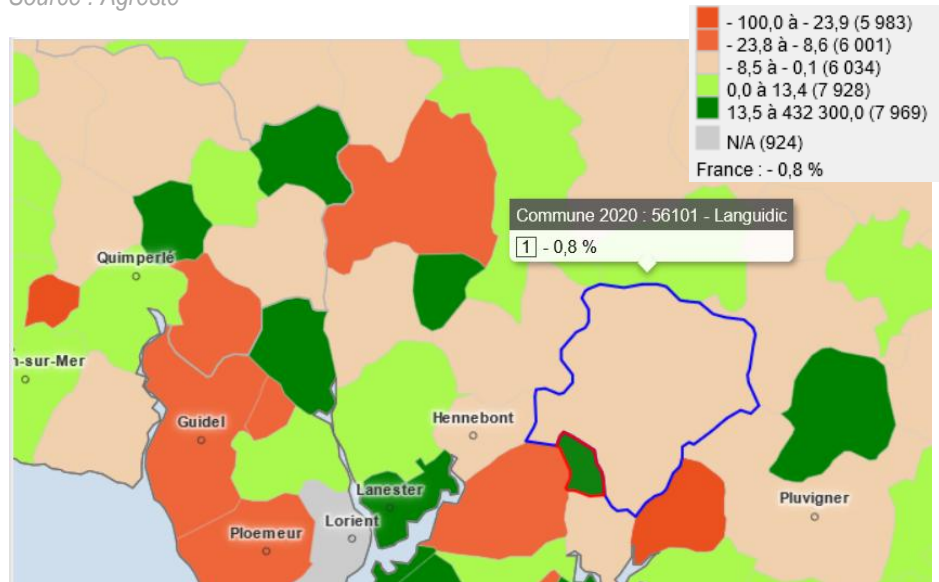 Source : Agreste
- 100,0 à - 23,9 (5 983)
- 23,8 à - 8,6 (6 001)
- 8,5 à - 0,1 (6 034)
0,0 à 13,4 (7 928)
13,5 à 432 300,0 (7 969)
N/A (924)
France : - 0,8 %
Commune 2020 : 56101 - Languidic
1 - 0,8 %
Quimperlé
n-sur-Mer
Guidel
Hennebont
Lanester
Lorient
Ploemeur
Pluvigner